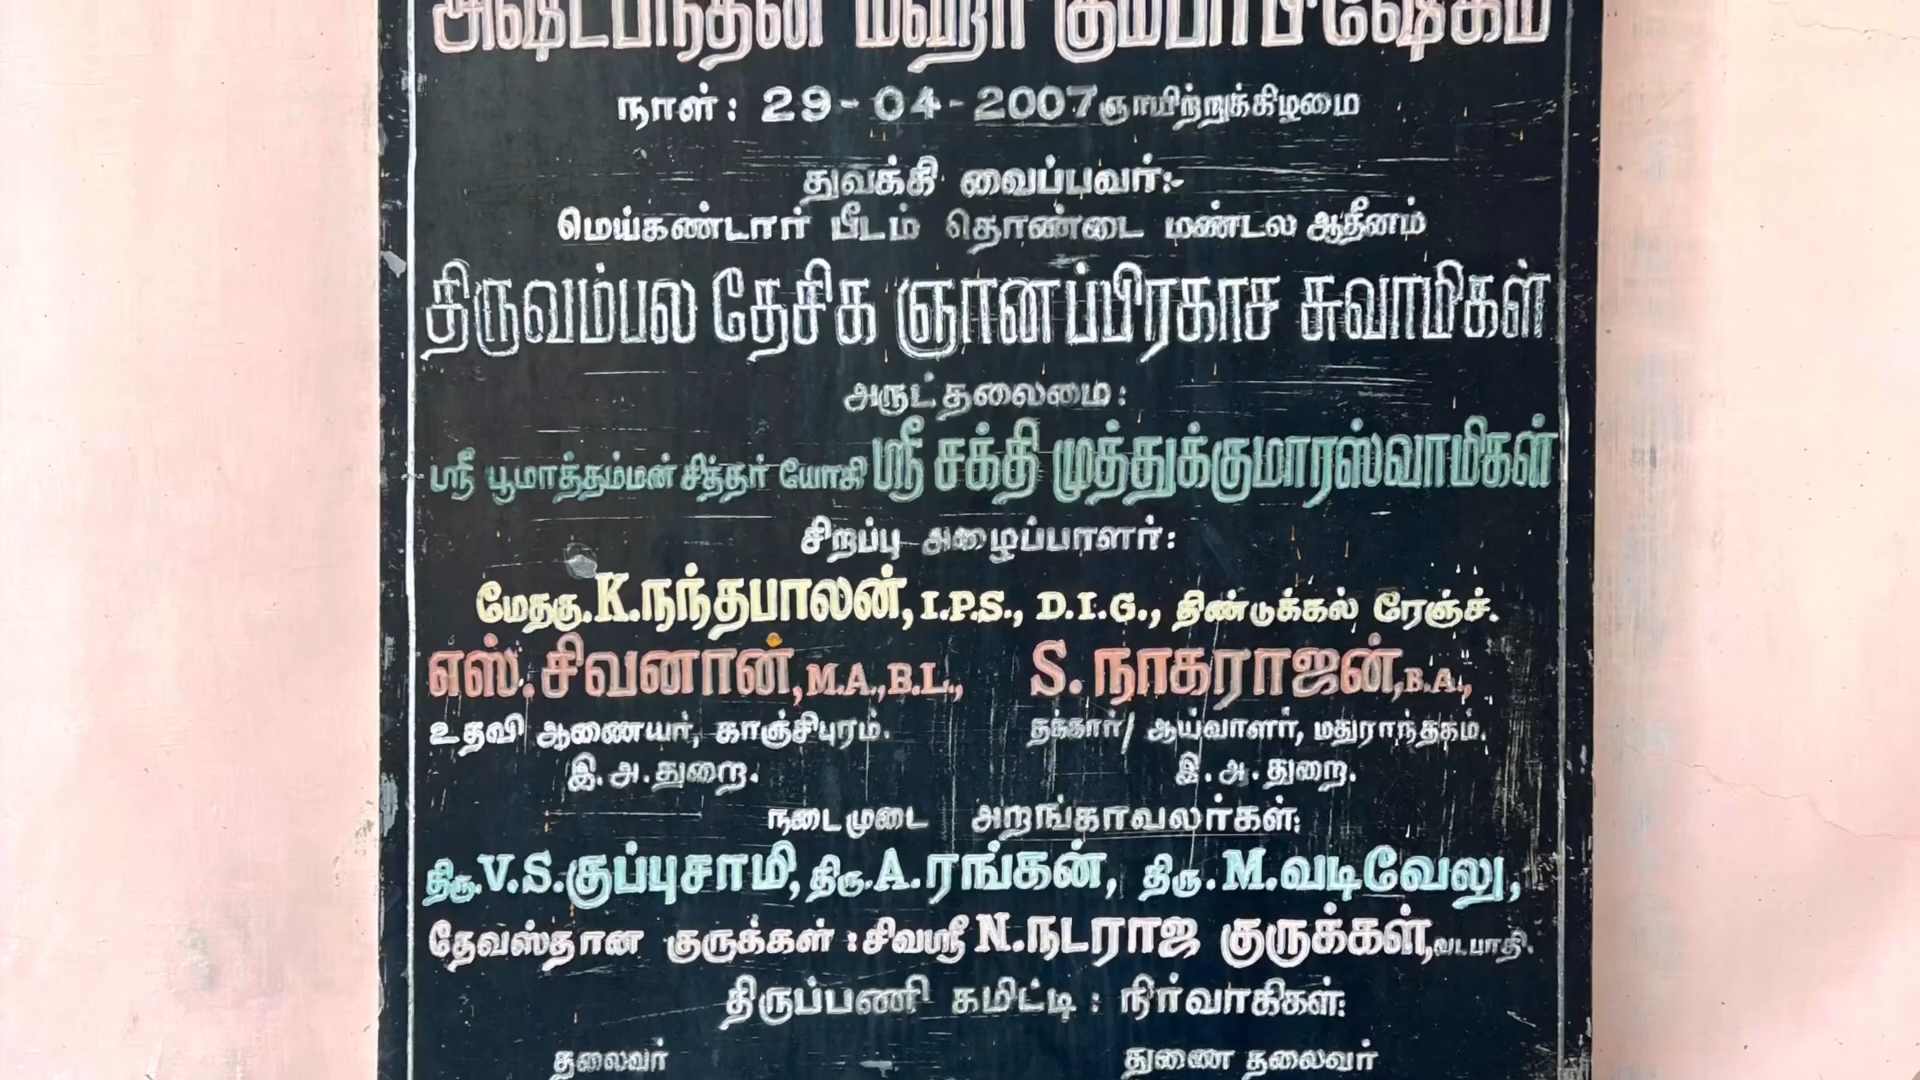 அஷ்டபந்தன மஹா கும்பாபிஷேகம்
நாள்: 29-04-2007 ஞாயிற்றுக்கிழமை
துவக்கி வைப்பவர்:-
மெய்கண்டார் பீடம் தொண்டை மண்டல ஆதீனம்
திருவம்பல தேசிக ஞானப்பிரகாச சுவாமிகள்
அருட்தலைமை:
ஸ்ரீ பூமாத்தம்மன் சித்தர் யோகி ஸ்ரீ சக்தி முத்துக்குமாரஸ்வாமிகள்
சிறப்பு அழைப்பாளர்:
மேதகு.K.நந்தபாலன், I.P.S., D.I.G., திண்டுக்கல் ரேஞ்ச்.
எஸ்.சிவனான்,M.A.,B.L., S.நாகராஜன்,B.A.,
உதவி ஆணையர், காஞ்சிபுரம். தக்கார்/ ஆய்வாளர், மதுராந்தகம்.
இ.அ.துறை. இ.அ.துறை.
நடைமுடை அறங்காவலர்கள்:
திரு.V.S.குப்புசாமி, திரு.A.ரங்கன், திரு.M.வடிவேலு,
தேவஸ்தான குருக்கள் :சிவஸ்ரீ N.நடராஜ குருக்கள்,வடபாதி.
திருப்பணி கமிட்டி : நிர்வாகிகள்:
தலைவர் துணை தலைவர்